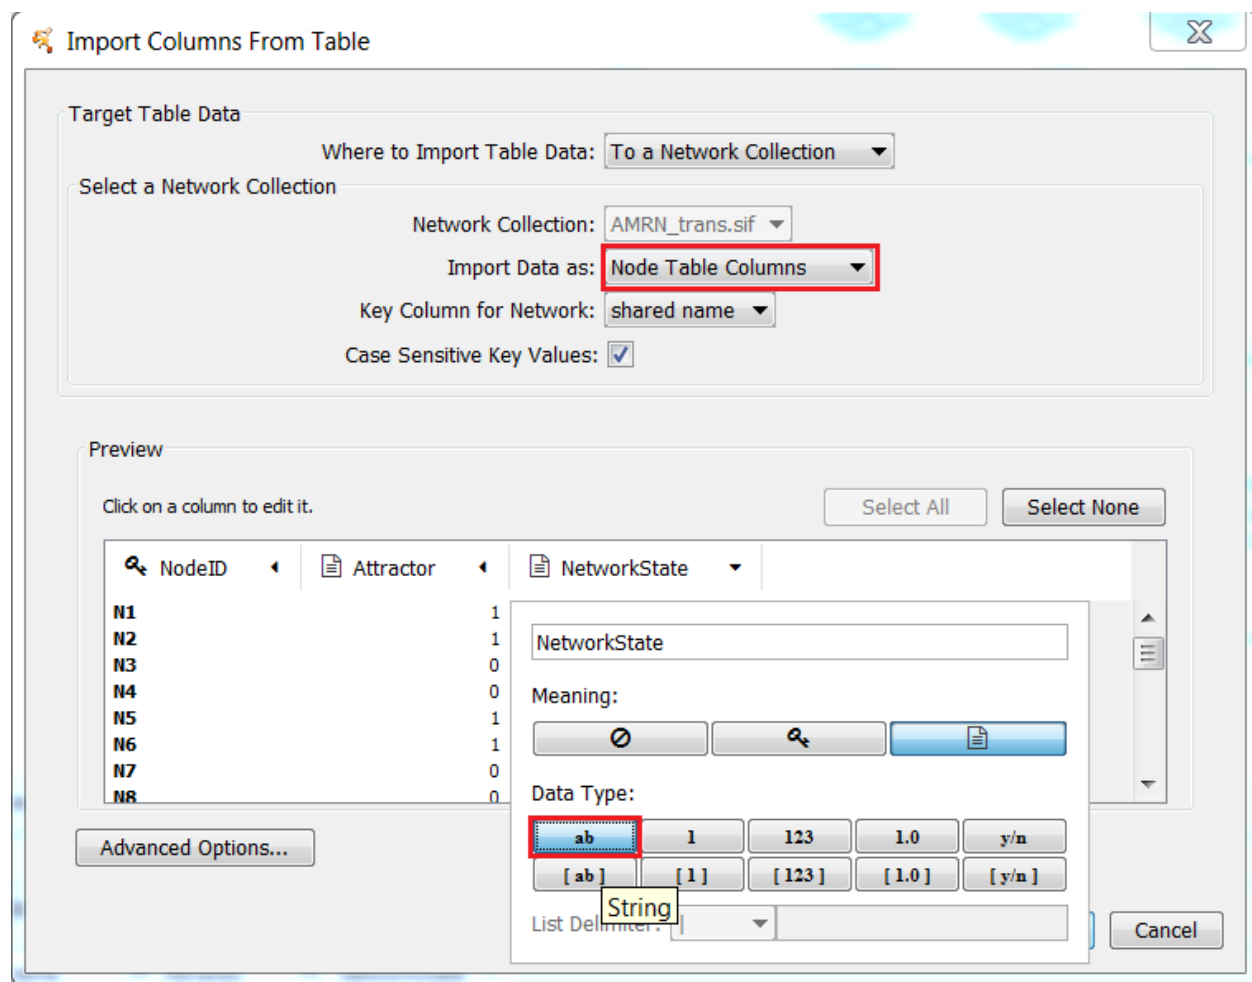 Import Columns From Table
Target Table Data
Where to Import Table Data: To a Network Collection
Select a Network Collection
Network Collection: AMRN_trans.sif
Import Data as: Node Table Columns
Key Column for Network: shared name
Case Sensitive Key Values:
Preview
Click on a column to edit it. Select All Select None
NodeID Attractor NetworkState
N1 1
N2 1
N3 0
N4 0
N5 1
N6 1
N7 0
N8 0
NetworkState
Meaning:
Data Type:
ab 1 123 1.0 y/n
[ ab ] [ 1 ] [ 123 ] [ 1.0 ] [ y/n ]
String
List Delimiter: |
Advanced Options...
Cancel